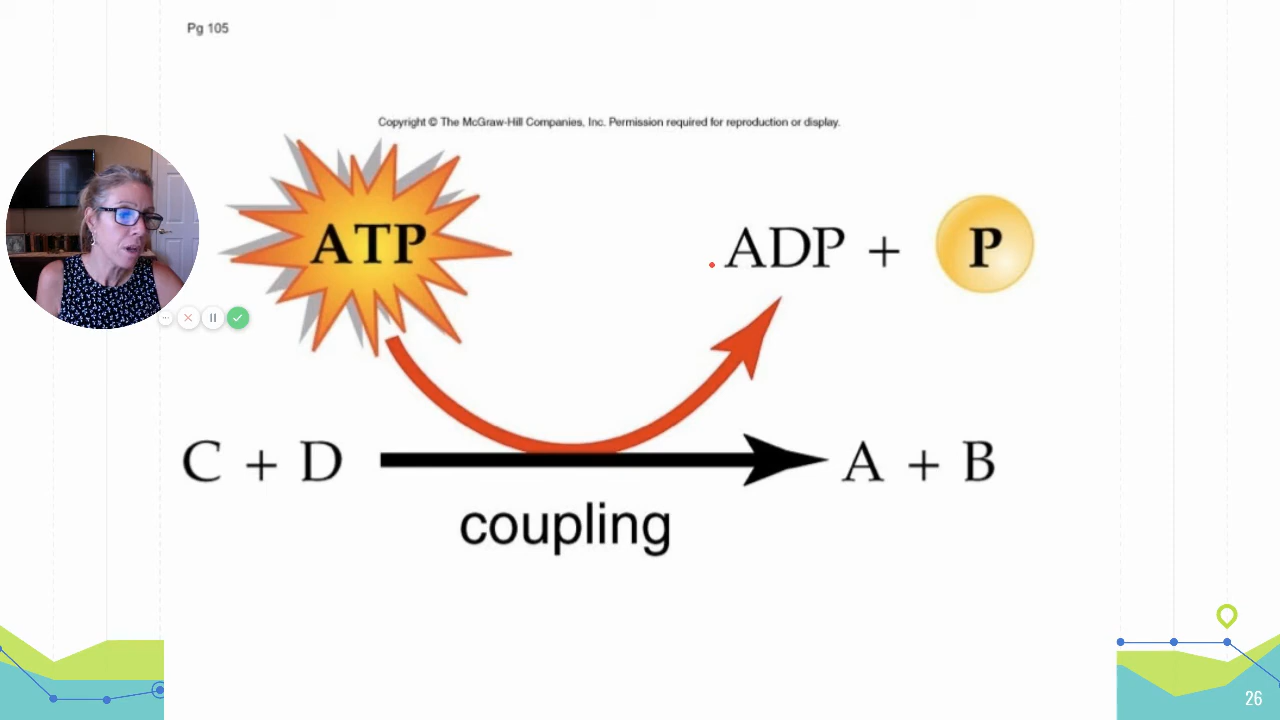 Pg 105
Copyright © The McGraw-Hill Companies, Inc. Permission required for reproduction or display.
ATP
ADP + P
C + D
A + B
coupling
26